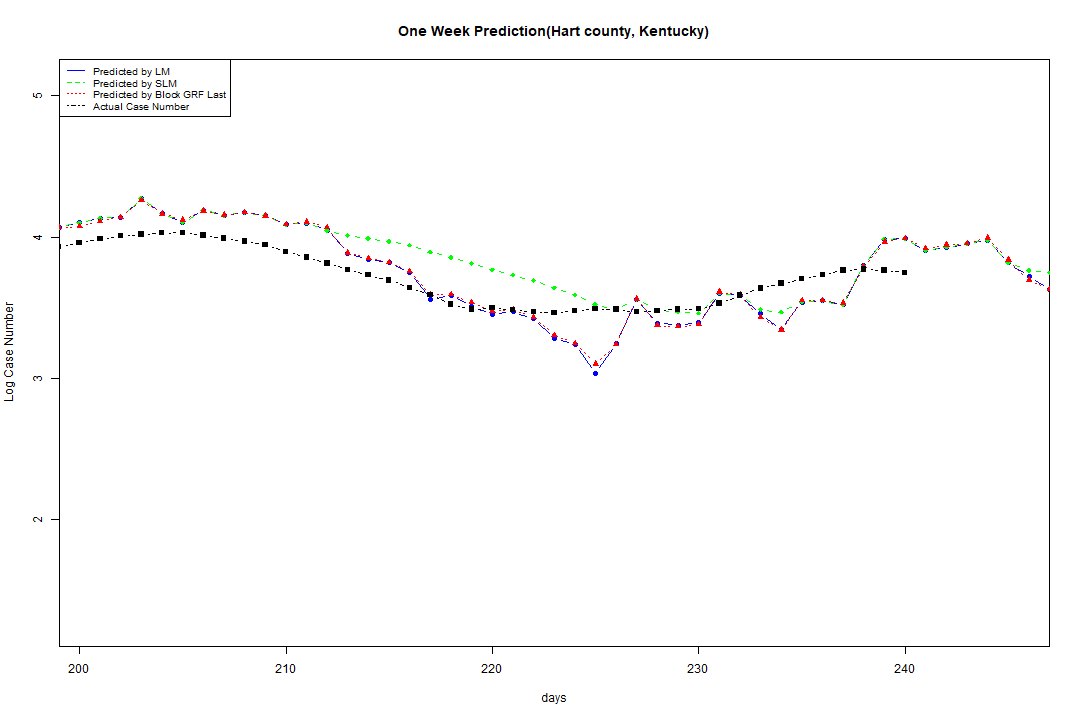 One Week Prediction(Hart county, Kentucky)
Predicted by LM
Predicted by SLM
Predicted by Block GRF Last
Actual Case Number
5
4
3
2
Log Case Number
200 210 220 230 240
days